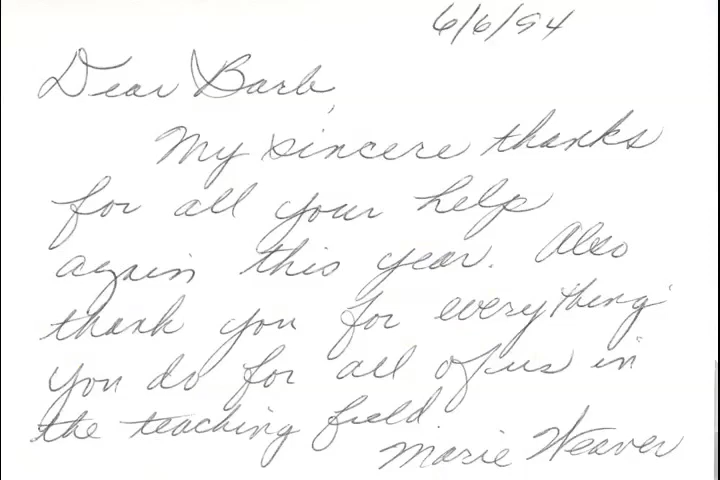 6/6/94
Dear Barb,
My sincere thanks
for all your help
again this year. Also
thank you for everything
you do for all of us in
the teaching field.
Marie Weaver